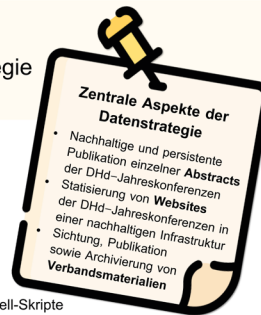 egie
Zentrale Aspekte der
Datenstrategie
• Nachhaltige und persistente
Publikation einzelner Abstracts
der DHd-Jahreskonferenzen
• Statisierung von Websites
der DHd-Jahreskonferenzen in
einer nachhaltigen Infrastruktur
• Sichtung, Publikation
sowie Archivierung von
Verbandsmaterialien
ell-Skripte